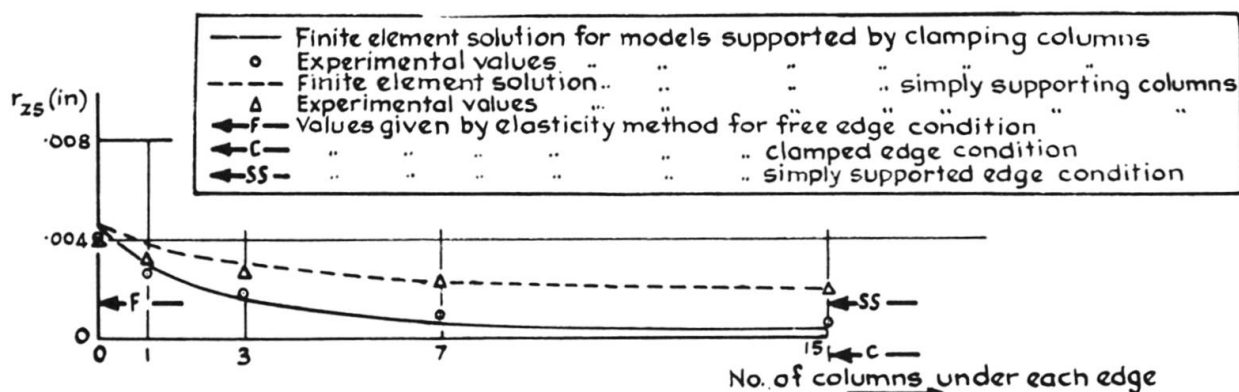 Finite element solution for models supported by clamping columns
Experimental values " " " " " "
Finite element solution " " " " simply supporting columns
Experimental values " " " " " " "
F Values given by elasticity method for free edge condition
C " " " " " " clamped edge condition
SS " " " " " " simply supported edge condition
rzs (in)
.008
.004
0
F
SS
C
0 1 3 7 15
No. of columns under each edge